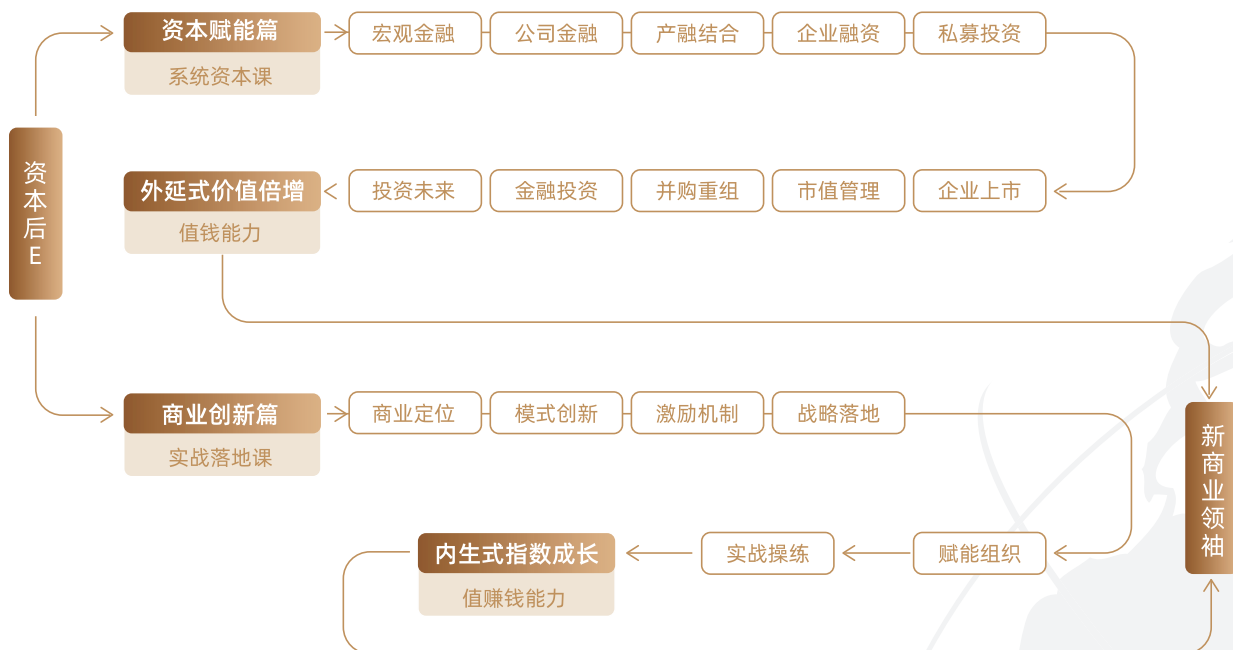 资本后E
资本赋能篇
系统资本课
宏观金融
公司金融
产融结合
企业融资
私募投资
外延式价值倍增
值钱能力
投资未来
金融投资
并购重组
市值管理
企业上市
商业创新篇
实战落地课
商业定位
模式创新
激励机制
战略落地
内生式指数成长
值赚钱能力
实战操练
赋能组织
新商业领袖